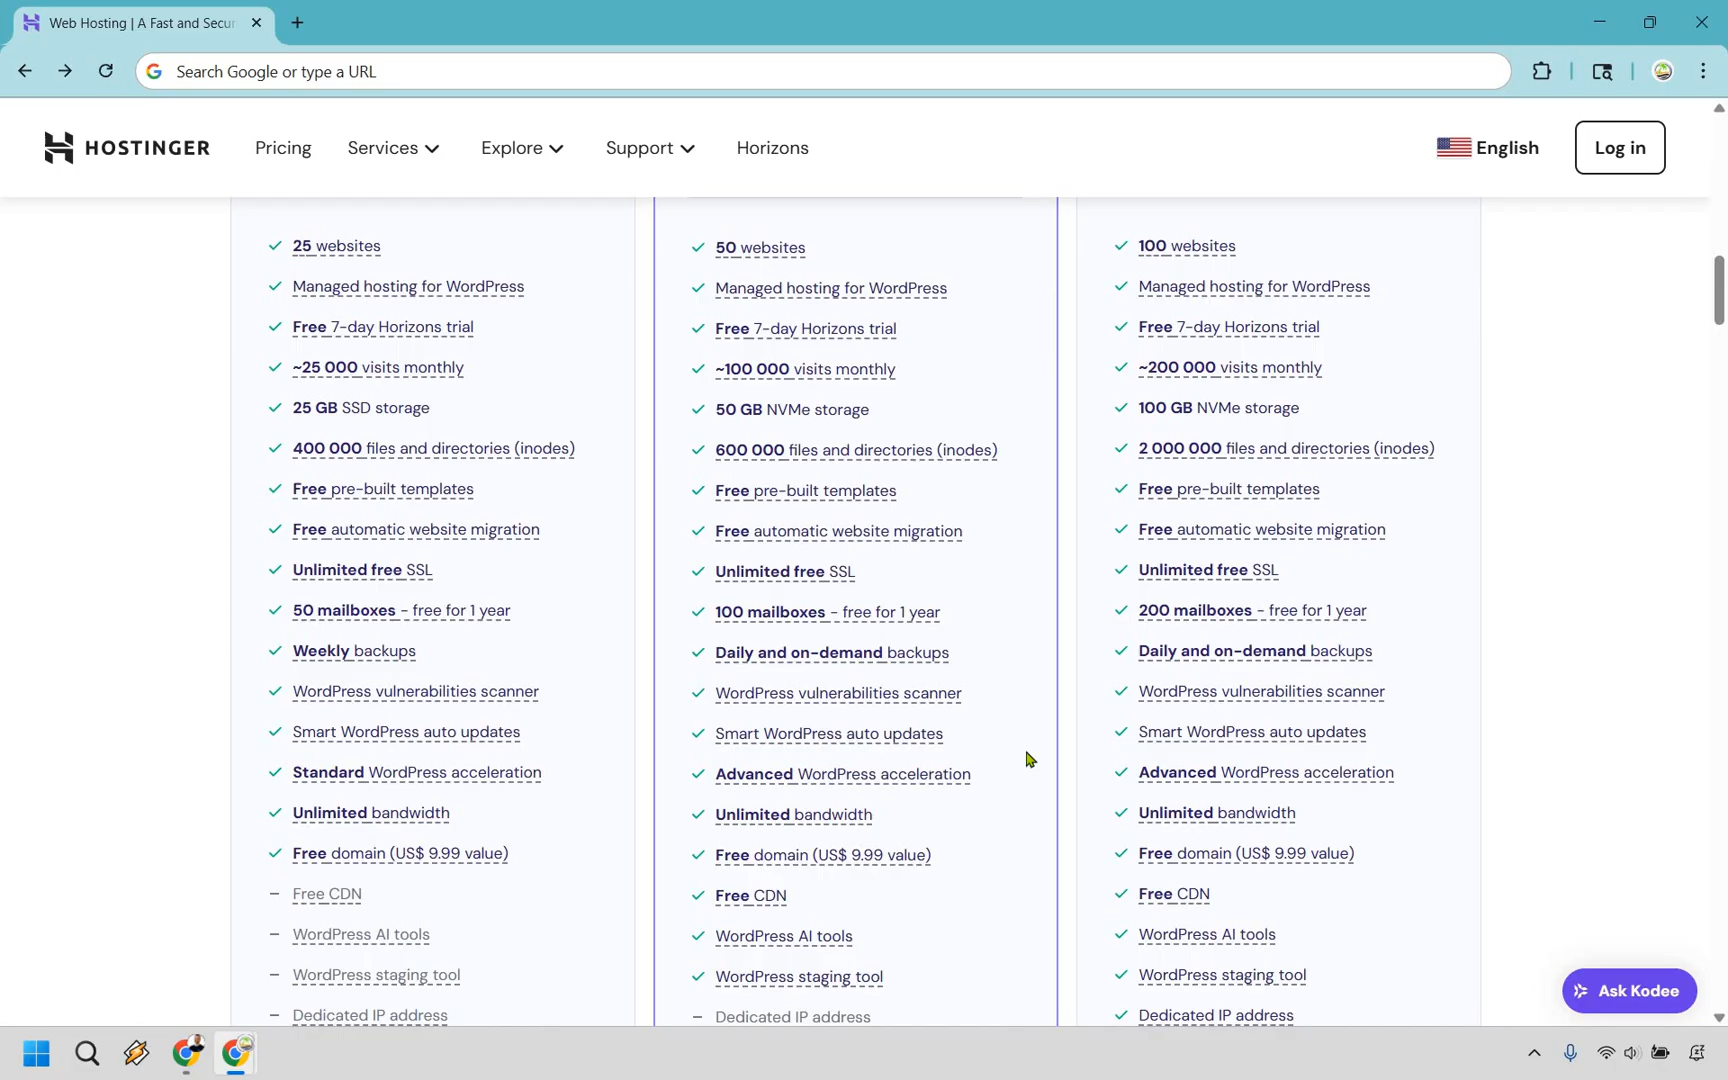 Web Hosting | A Fast and Secur
Search Google or type a URL
HOSTINGER
Pricing
Services
Explore
Support
Horizons
English
Log in
25 websites
Managed hosting for WordPress
Free 7-day Horizons trial
~25 000 visits monthly
25 GB SSD storage
400 000 files and directories (inodes)
Free pre-built templates
Free automatic website migration
Unlimited free SSL
50 mailboxes - free for 1 year
Weekly backups
WordPress vulnerabilities scanner
Smart WordPress auto updates
Standard WordPress acceleration
Unlimited bandwidth
Free domain (US$ 9.99 value)
Free CDN
WordPress AI tools
WordPress staging tool
Dedicated IP address
50 websites
Managed hosting for WordPress
Free 7-day Horizons trial
~100 000 visits monthly
50 GB NVMe storage
600 000 files and directories (inodes)
Free pre-built templates
Free automatic website migration
Unlimited free SSL
100 mailboxes - free for 1 year
Daily and on-demand backups
WordPress vulnerabilities scanner
Smart WordPress auto updates
Advanced WordPress acceleration
Unlimited bandwidth
Free domain (US$ 9.99 value)
Free CDN
WordPress AI tools
WordPress staging tool
Dedicated IP address
100 websites
Managed hosting for WordPress
Free 7-day Horizons trial
~200 000 visits monthly
100 GB NVMe storage
2 000 000 files and directories (inodes)
Free pre-built templates
Free automatic website migration
Unlimited free SSL
200 mailboxes - free for 1 year
Daily and on-demand backups
WordPress vulnerabilities scanner
Smart WordPress auto updates
Advanced WordPress acceleration
Unlimited bandwidth
Free domain (US$ 9.99 value)
Free CDN
WordPress AI tools
WordPress staging tool
Dedicated IP address
Ask Kodee